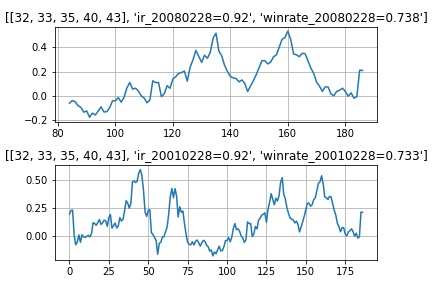 [[32, 33, 35, 40, 43], 'ir_20080228=0.92', 'winrate_20080228=0.738']
0.4
0.2
0.0
−0.2
80 100 120 140 160 180
[[32, 33, 35, 40, 43], 'ir_20010228=0.92', 'winrate_20010228=0.733']
0.50
0.25
0.00
0 25 50 75 100 125 150 175